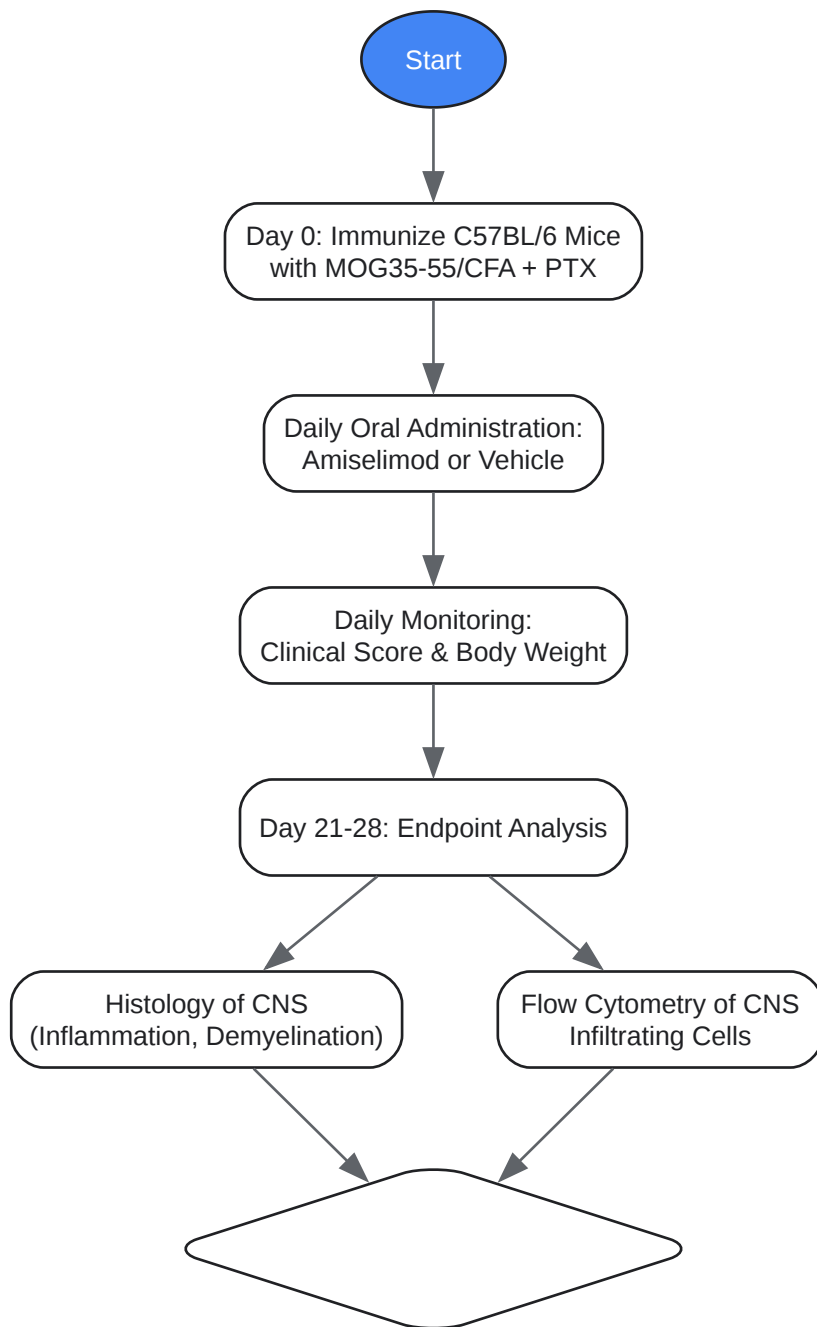 Start
Day 0: Immunize C57BL/6 Mice
with MOG35-55/CFA + PTX
Daily Oral Administration:
Amiselimod or Vehicle
Daily Monitoring:
Clinical Score & Body Weight
Day 21-28: Endpoint Analysis
Histology of CNS
(Inflammation, Demyelination)
Flow Cytometry of CNS
Infiltrating Cells